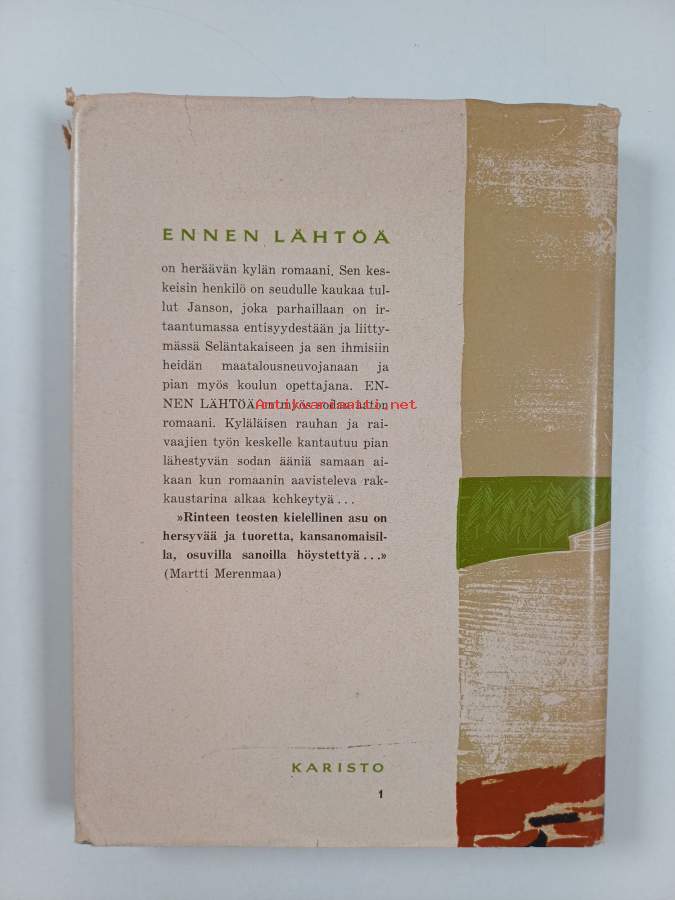 ENNEN LÄHTÖÄ
on heräävän kylän romaani. Sen kes-
keisin henkilö on seudulle kaukaa tul-
lut Janson, joka parhaillaan on ir-
taantumassa entisyydestään ja liitty-
mässä Seläntakaiseen ja sen ihmisiin
heidän maatalousneuvojanaan ja
pian myös koulun opettajana. EN-
NEN LÄHTÖÄ
Antikvariaatti.net
romaani. Kyläläisen rauhan ja rai-
vaajien työn keskelle kantautuu pian
lähestyvän sodan ääniä samaan ai-
kaan kun romaanin aavisteleva rak-
kaustarina alkaa kehkeytyä...
»Rinteen teosten kielellinen asu on
hersyvää ja tuoretta, kansanomaisil-
la, osuvilla sanoilla höystettyä...»
(Martti Merenmaa)
KARISTO
1